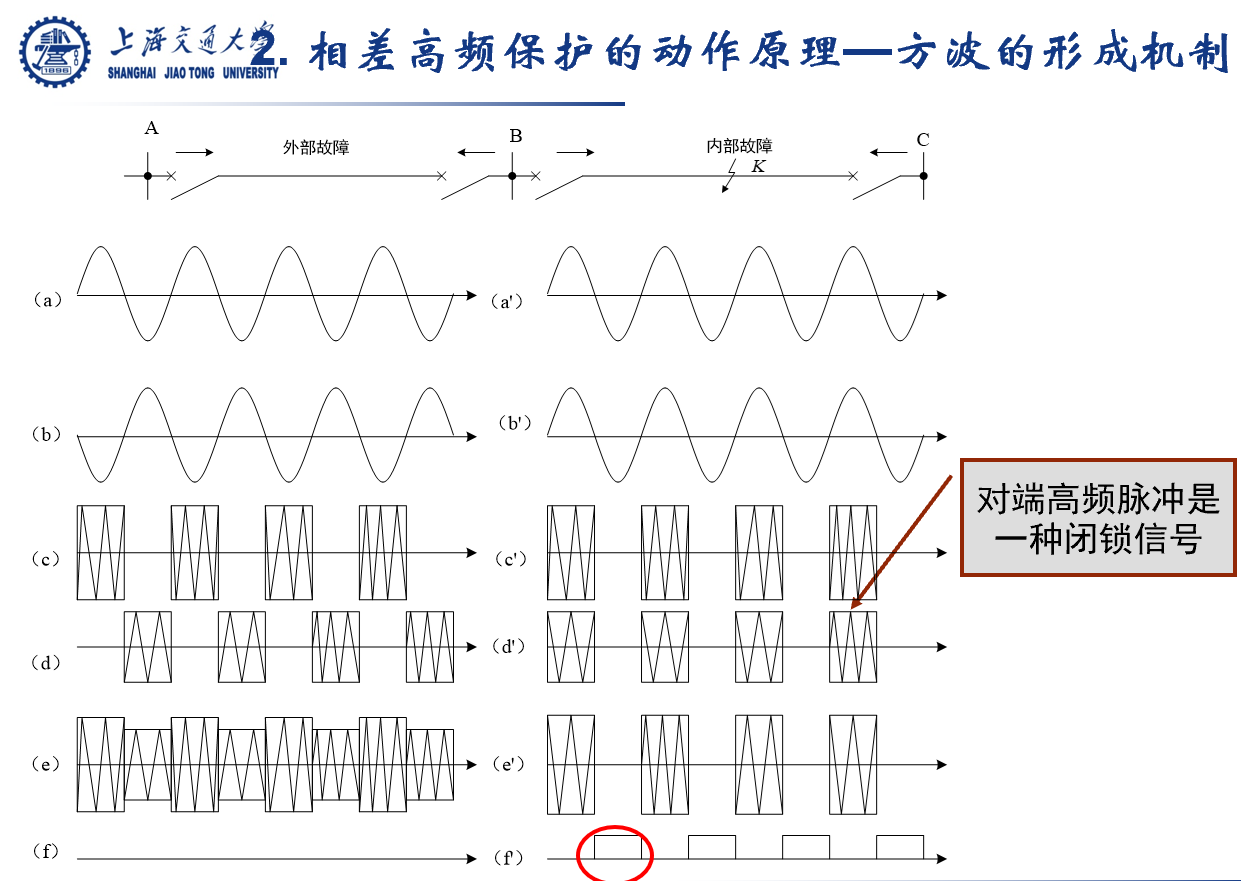 上海交通大学
SHANGHAI JIAO TONG UNIVERSITY
1896
2. 相差高频保护的动作原理—方波的形成机制
A
外部故障
B
内部故障
K
C
(a)
(a')
(b)
(b')
对端高频脉冲是
一种闭锁信号
(c)
(c')
(d)
(d')
(e)
(e')
(f)
(f')